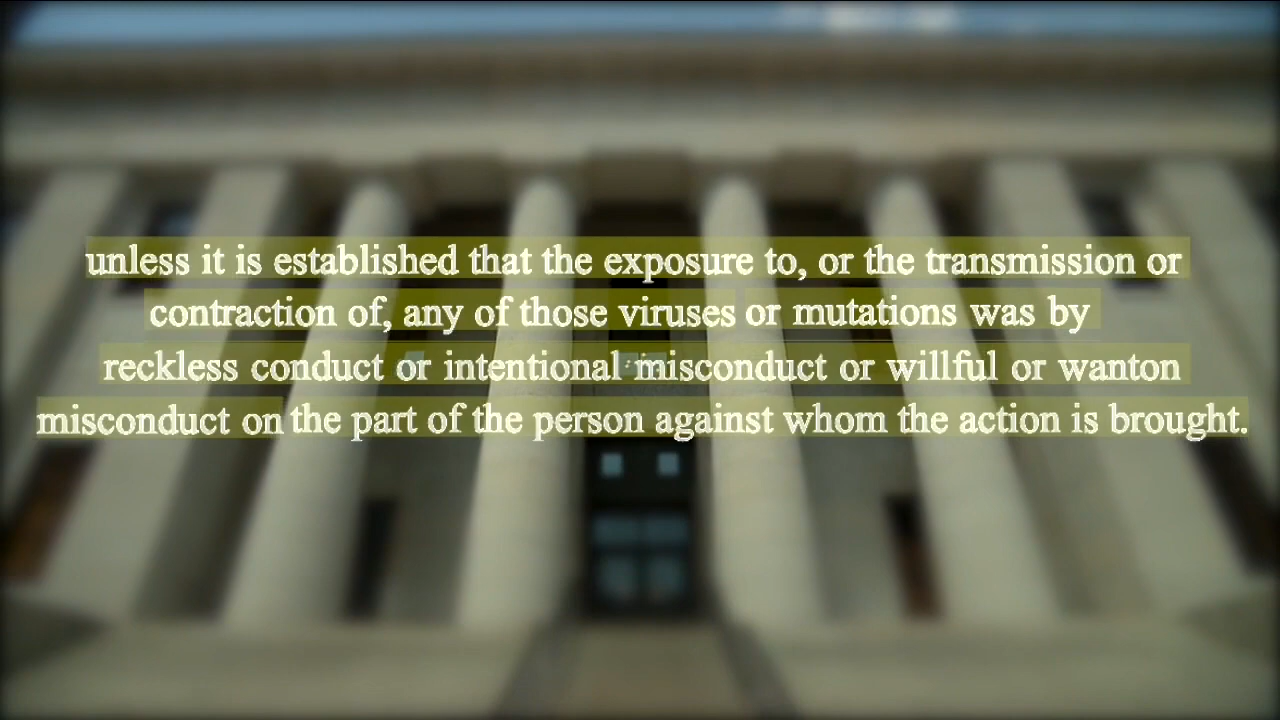 unless it is established that the exposure to, or the transmission or
contraction of, any of those viruses or mutations was by
reckless conduct or intentional misconduct or willful or wanton
misconduct on the part of the person against whom the action is brought.